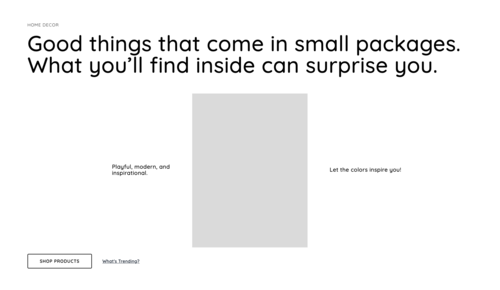 HOME DECOR
Good things that come in small packages.
What you'll find inside can surprise you.
Playful, modern, and
inspirational.
Let the colors inspire you!
SHOP PRODUCTS
What's Trending?